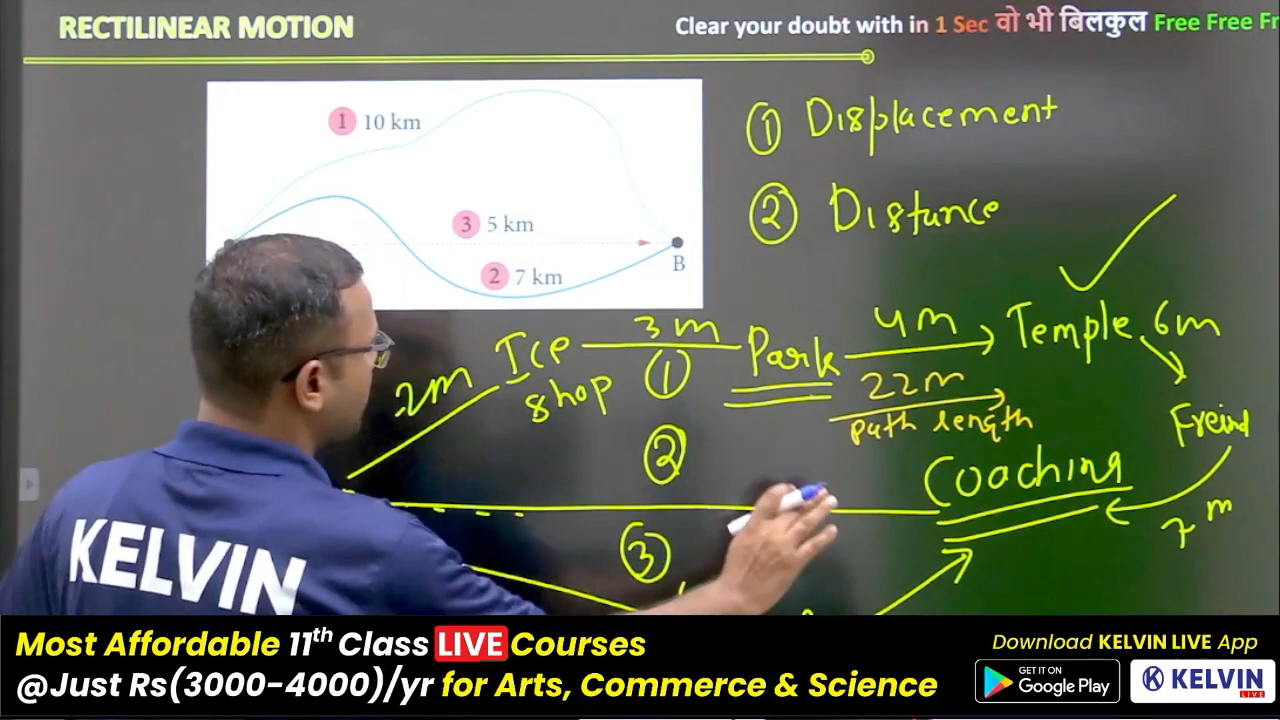 RECTILINEAR MOTION
Clear your doubt with in 1 Sec वो भी बिलकुल Free Free Fr
1 10 km
3 5 km
B
2 7 km
① Displacement
② Distance
2m Ice shop 3 m Park 4m Temple 6m
①
22m
path length
Freind
②
Coaching
7 m
③
KELVIN
Most Affordable 11th Class LIVE Courses
@Just Rs(3000-4000)/yr for Arts, Commerce & Science
Download KELVIN LIVE App
GET IT ON
Google Play
KELVIN
LIVE